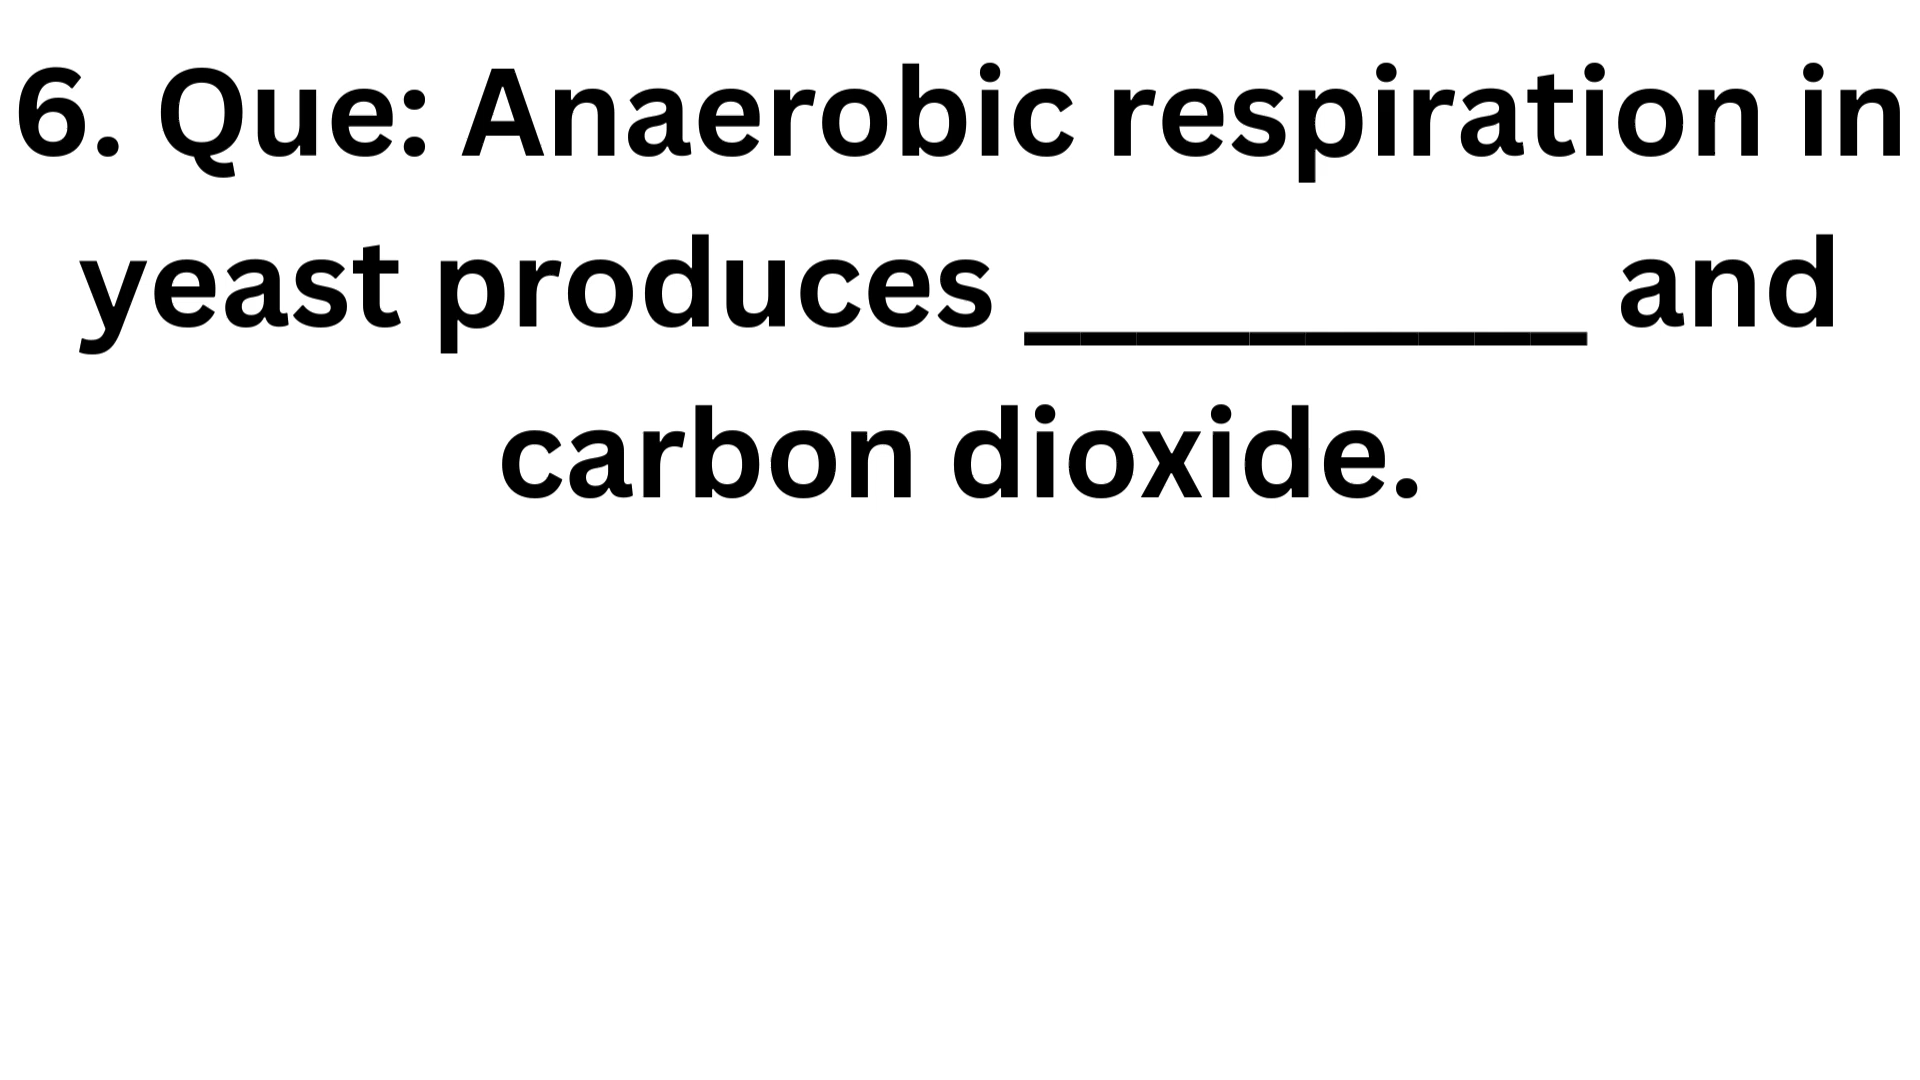 6. Que: Anaerobic respiration in
yeast produces __________ and
carbon dioxide.